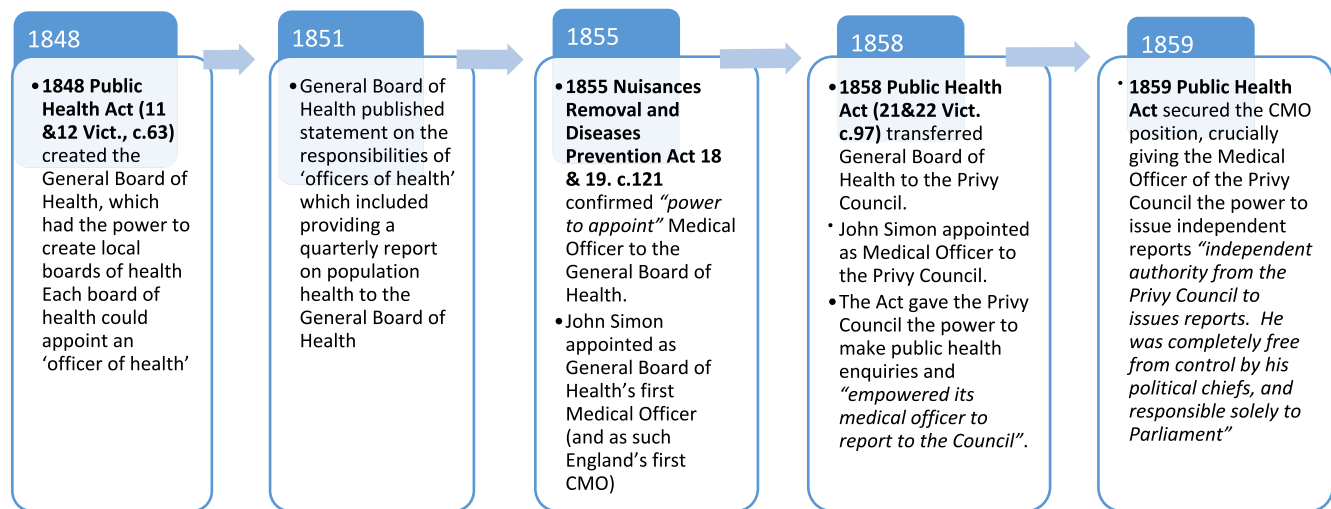 1848
• 1848 Public
Health Act (11
&12 Vict., c.63)
created the
General Board of
Health, which
had the power to
create local
boards of health
Each board of
health could
appoint an
‘officer of health’
1851
• General Board of
Health published
statement on the
responsibilities of
‘officers of health’
which included
providing a
quarterly report
on population
health to the
General Board of
Health
1855
• 1855 Nuisances
Removal and
Diseases
Prevention Act 18
& 19. c.121
confirmed “power
to appoint” Medical
Officer to the
General Board of
Health.
• John Simon
appointed as
General Board of
Health’s first
Medical Officer
(and as such
England’s first
CMO)
1858
• 1858 Public Health
Act (21&22 Vict.
c.97) transferred
General Board of
Health to the Privy
Council.
• John Simon appointed
as Medical Officer to
the Privy Council.
• The Act gave the Privy
Council the power to
make public health
enquiries and
“empowered its
medical officer to
report to the Council”.
1859
• 1859 Public Health
Act secured the CMO
position, crucially
giving the Medical
Officer of the Privy
Council the power to
issue independent
reports “independent
authority from the
Privy Council to
issues reports.  He
was completely free
from control by his
political chiefs, and
responsible solely to
Parliament”